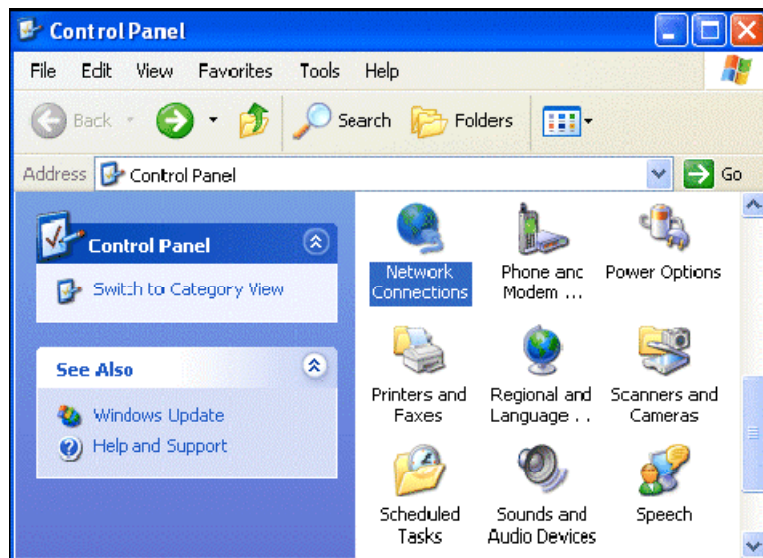 Control Panel
File Edit View Favorites Tools Help
Back Search Folders
Address Control Panel Go
Control Panel
Switch to Category View
See Also
Windows Update
Help and Support
Network Connections
Phone and Modem ...
Power Options
Printers and Faxes
Regional and Language ...
Scanners and Cameras
Scheduled Tasks
Sounds and Audio Devices
Speech